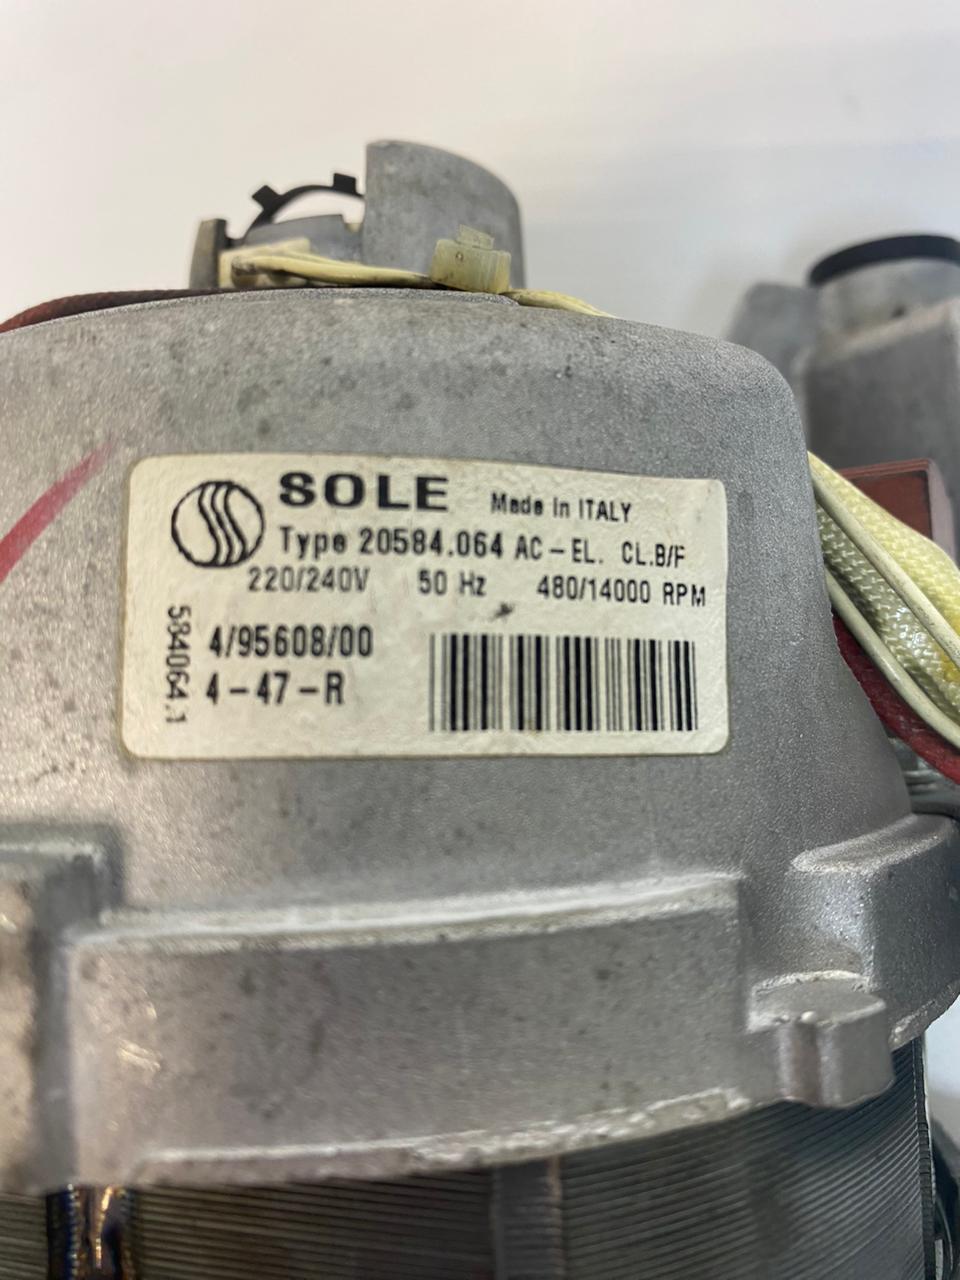 SOLE Made in ITALY
Type 20584.064 AC-EL. CL.B/F
220/240V 50 Hz 480/14000 RPM
4/95608/00
4-47-R
584064.1